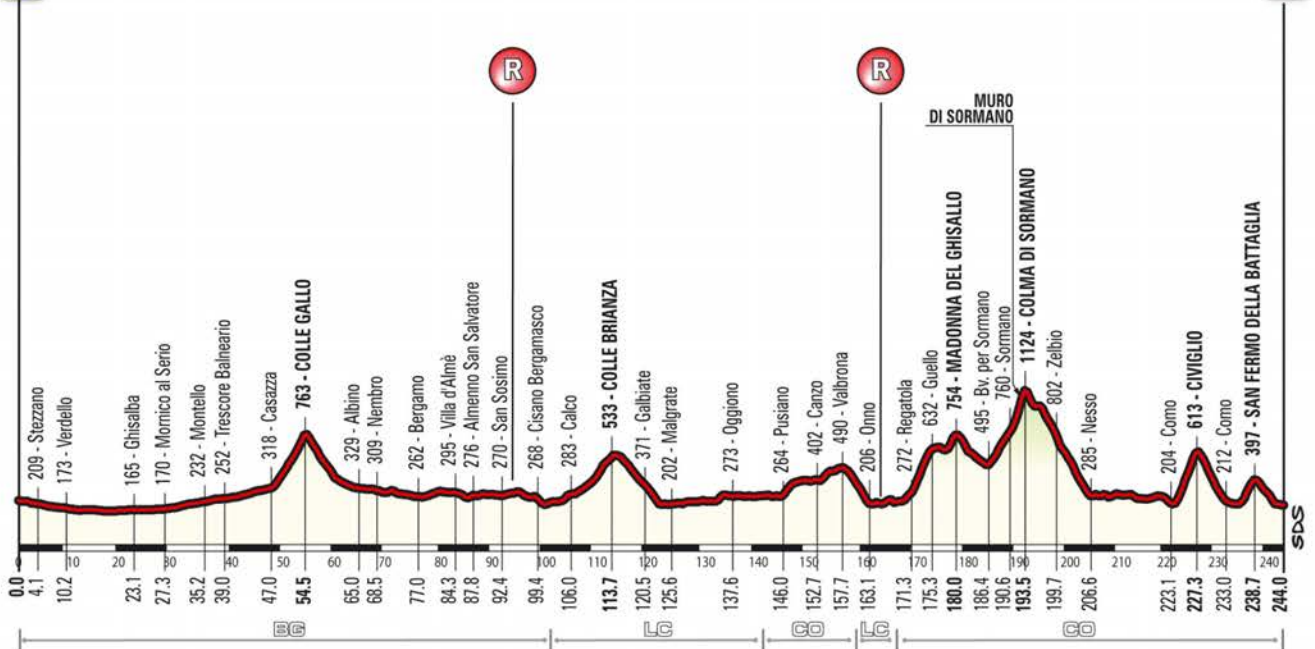 R
R
MURO
DI SORMANO
209 - Stezzano
173 - Verdello
165 - Ghisalba
170 - Mornico al Serio
232 - Montello
252 - Trescore Balneario
318 - Casazza
763 - COLLE GALLO
329 - Albino
309 - Nembro
262 - Bergamo
295 - Villa d'Almè
276 - Almenno San Salvatore
270 - San Sosimo
268 - Cisano Bergamasco
283 - Calco
533 - COLLE BRIANZA
371 - Galbiate
202 - Malgrate
273 - Oggiono
264 - Pusiano
402 - Canzo
490 - Valbrona
206 - Onno
272 - Regatola
632 - Guello
754 - MADONNA DEL GHISALLO
495 - Bv. per Sormano
760 - Sormano
1124 - COLMA DI SORMANO
802 - Zelbio
285 - Nesso
204 - Como
613 - CIVIGLIO
212 - Como
397 - SAN FERMO DELLA BATTAGLIA
SDS
0 10 20 30 40 50 60 70 80 90 100 110 120 130 140 150 160 170 180 190 200 210 220 230 240
0.0 4.1 10.2 23.1 27.3 35.2 39.0 47.0 54.5 65.0 68.5 77.0 84.3 87.8 92.4 99.4 106.0 113.7 120.5 125.6 137.6 146.0 152.7 157.7 163.1 171.3 175.3 180.0 186.4 190.6 193.5 199.7 206.6 223.1 227.3 233.0 238.7 244.0
BG LC CO LC CO